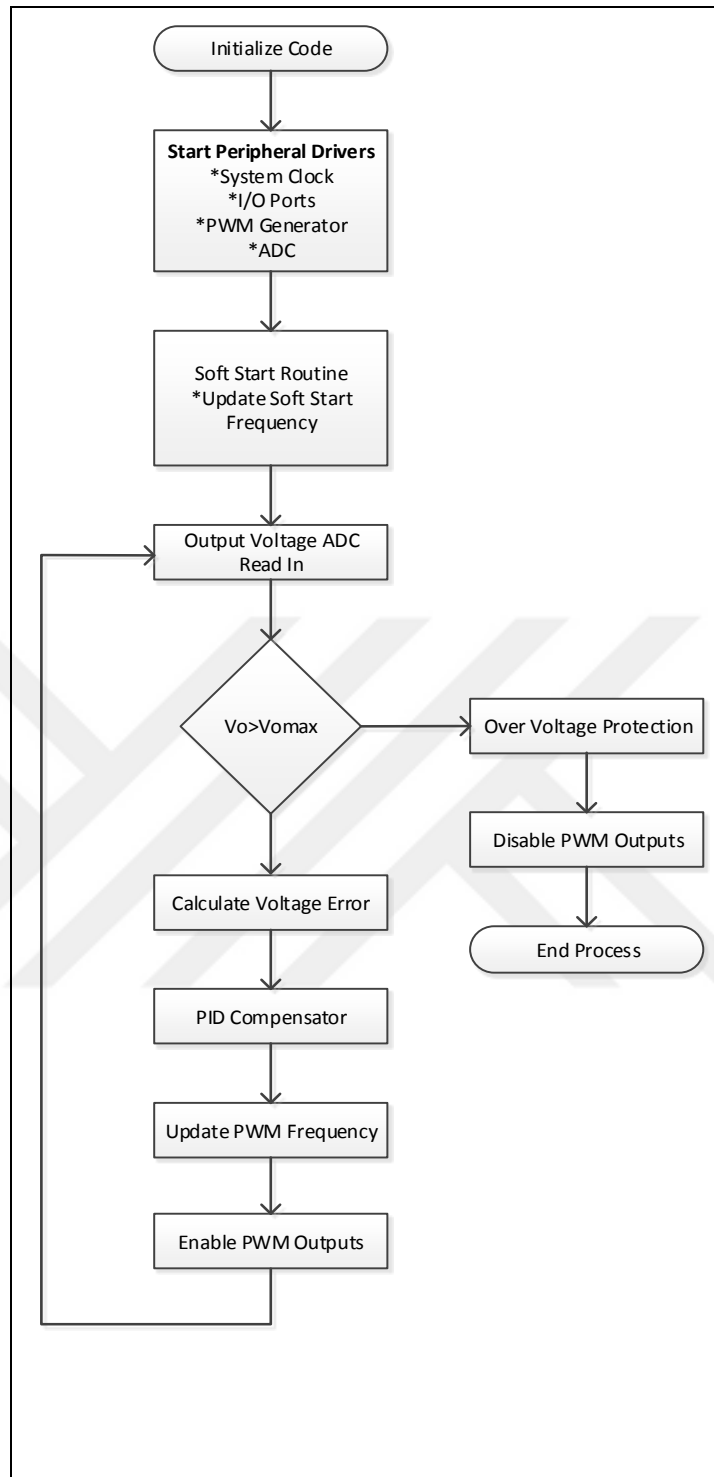 Initialize Code
Start Peripheral Drivers
*System Clock
*I/O Ports
*PWM Generator
*ADC
Soft Start Routine
*Update Soft Start
Frequency
Output Voltage ADC
Read In
Vo>Vomax
Over Voltage Protection
Disable PWM Outputs
End Process
Calculate Voltage Error
PID Compensator
Update PWM Frequency
Enable PWM Outputs